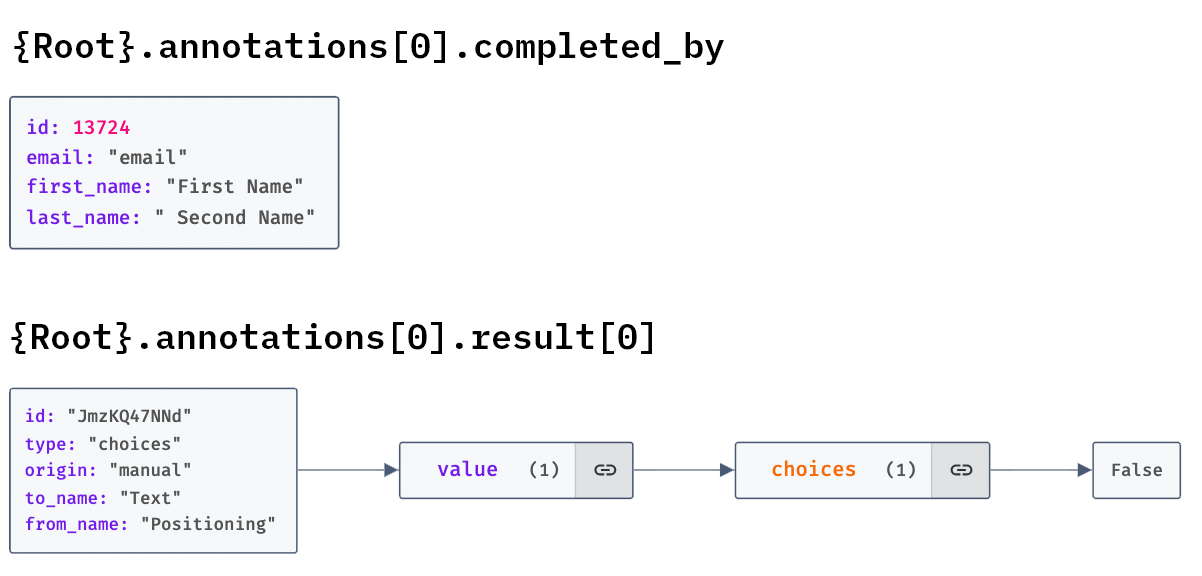 {Root}.annotations[0].completed_by
id: 13724
email: "email"
first_name: "First Name"
last_name: " Second Name"
{Root}.annotations[0].result[0]
id: "JmzKQ47NNd"
type: "choices"
origin: "manual"
to_name: "Text"
from_name: "Positioning"
value (1)
choices (1)
False